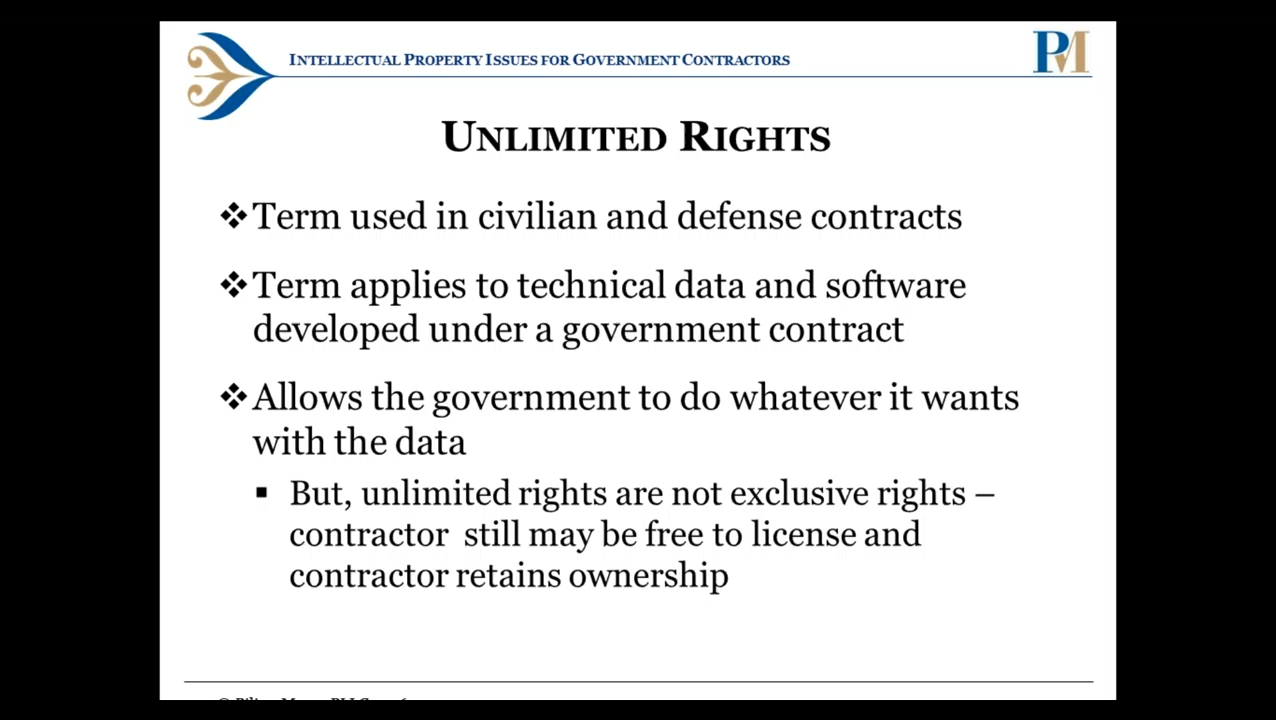 INTELLECTUAL PROPERTY ISSUES FOR GOVERNMENT CONTRACTORS
PM
UNLIMITED RIGHTS
❖Term used in civilian and defense contracts
❖Term applies to technical data and software
developed under a government contract
❖Allows the government to do whatever it wants
with the data
▪ But, unlimited rights are not exclusive rights –
contractor still may be free to license and
contractor retains ownership